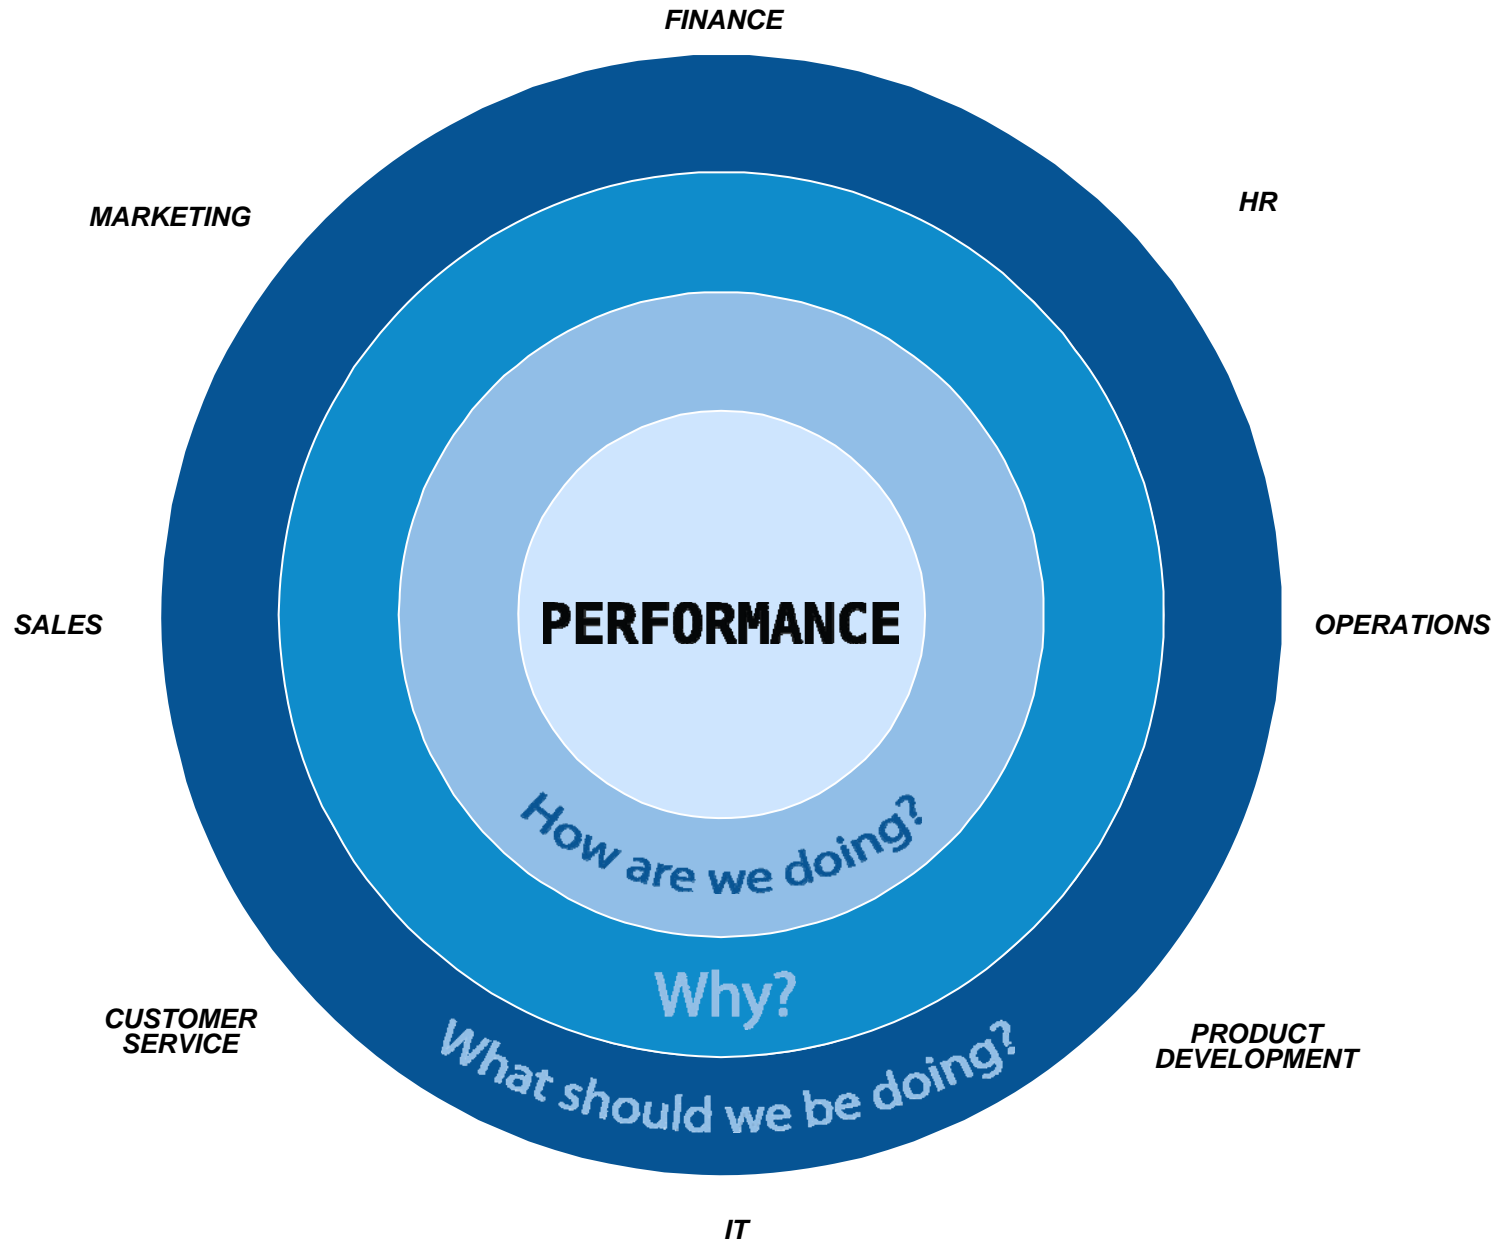 FINANCE
MARKETING
HR
PERFORMANCE
SALES
OPERATIONS
How are we doing?
Why?
What should we be doing?
CUSTOMER
SERVICE
PRODUCT
DEVELOPMENT
IT